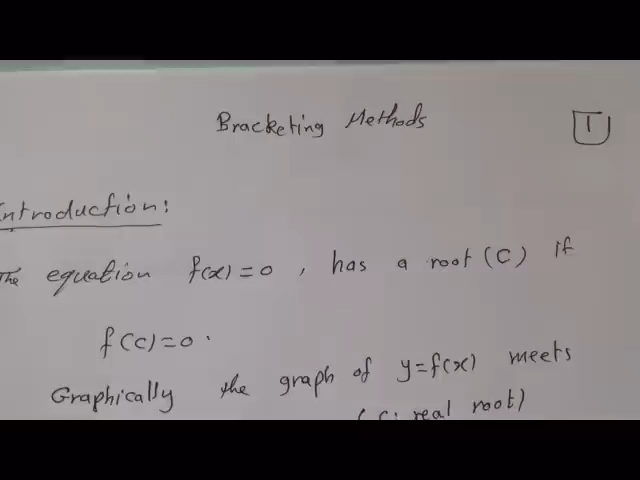 Bracketing Methods
1
Introduction:
The equation f(x)=0 , has a root (C) if
f(C)=0.
Graphically the graph of y=f(x) meets
(C: real root)